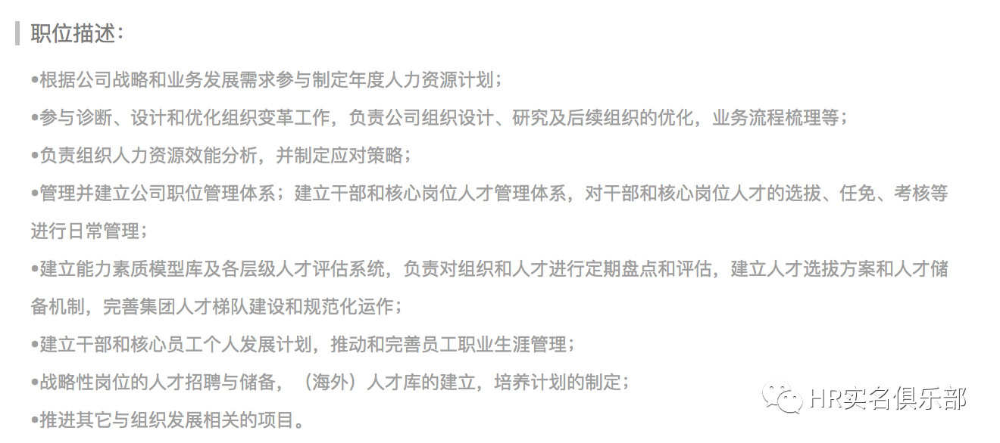 职位描述：
•根据公司战略和业务发展需求参与制定年度人力资源计划；
•参与诊断、设计和优化组织变革工作，负责公司组织设计、研究及后续组织的优化，业务流程梳理等；
•负责组织人力资源效能分析，并制定应对策略；
•管理并建立公司职位管理体系；建立干部和核心岗位人才管理体系，对干部和核心岗位人才的选拔、任免、考核等
进行日常管理；
•建立能力素质模型库及各层级人才评估系统，负责对组织和人才进行定期盘点和评估，建立人才选拔方案和人才储
备机制，完善集团人才梯队建设和规范化运作；
•建立干部和核心员工个人发展计划，推动和完善员工职业生涯管理；
•战略性岗位的人才招聘与储备，（海外）人才库的建立，培养计划的制定；
•推进其它与组织发展相关的项目。
HR实名俱乐部